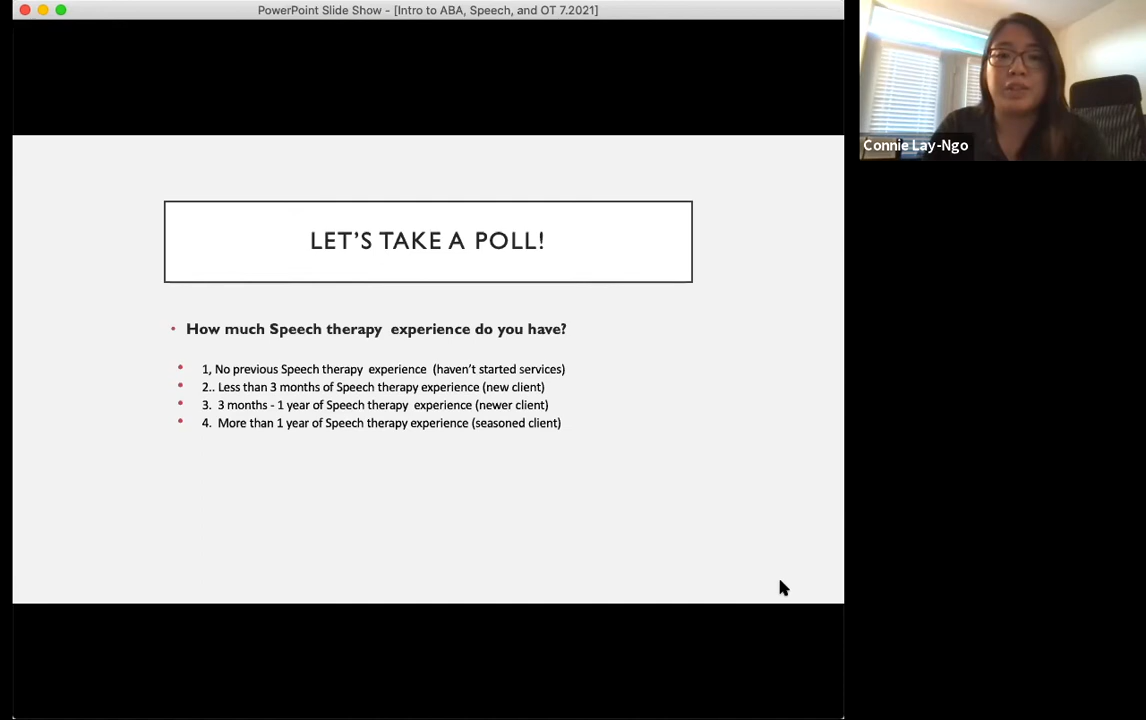 PowerPoint Slide Show - [Intro to ABA, Speech, and OT 7.2021]
Connie Lay-Ngo
LET'S TAKE A POLL!
• How much Speech therapy  experience do you have?
• 1, No previous Speech therapy  experience  (haven't started services)
• 2.. Less than 3 months of Speech therapy experience (new client)
• 3.  3 months - 1 year of Speech therapy  experience (newer client)
• 4.  More than 1 year of Speech therapy experience (seasoned client)